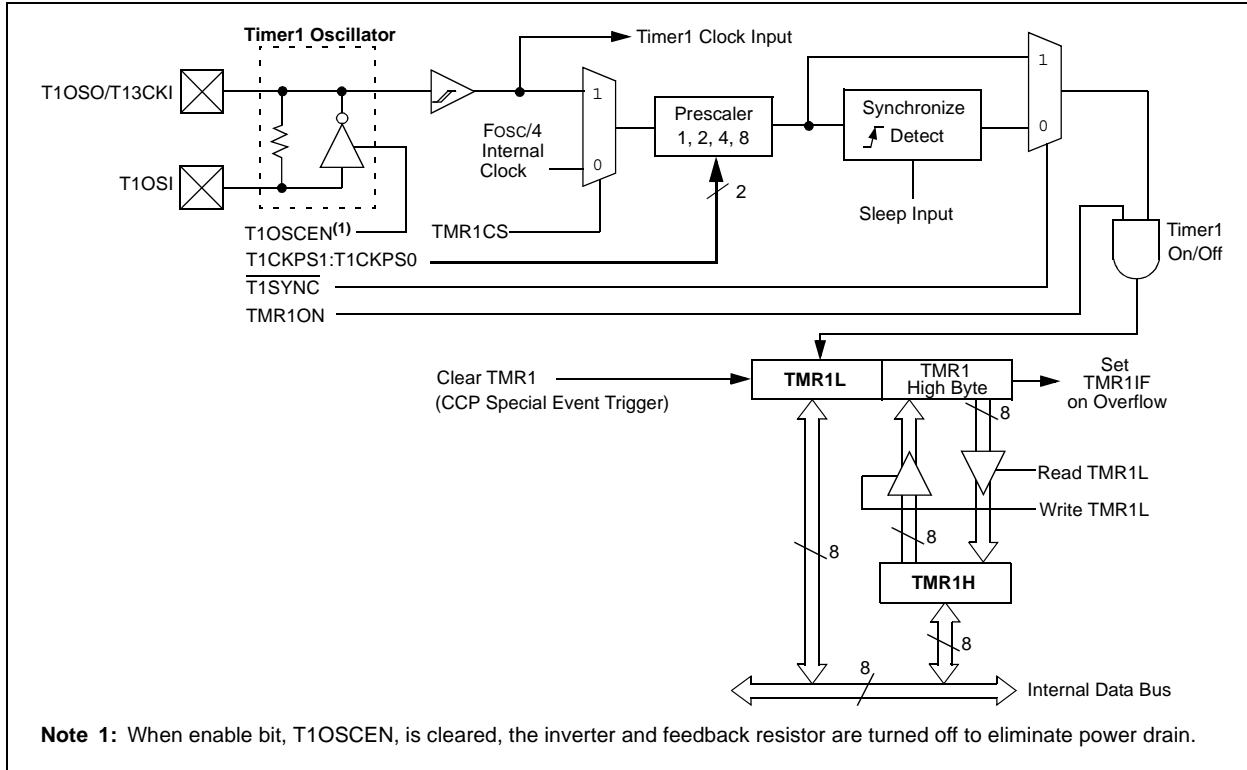 Timer1 Oscillator
Timer1 Clock Input
T1OSO/T13CKI
T1OSI
1
0
FOSC/4
Internal
Clock
Prescaler
1, 2, 4, 8
2
Synchronize
Detect
Sleep Input
1
0
Timer1
On/Off
T1OSCEN(1)
TMR1CS
T1CKPS1:T1CKPS0
T1SYNC
TMR1ON
Clear TMR1
(CCP Special Event Trigger)
TMR1L
TMR1
High Byte
Set
TMR1IF
on Overflow
8
Read TMR1L
Write TMR1L
8
8
TMR1H
8
8
Internal Data Bus
Note 1: When enable bit, T1OSCEN, is cleared, the inverter and feedback resistor are turned off to eliminate power drain.